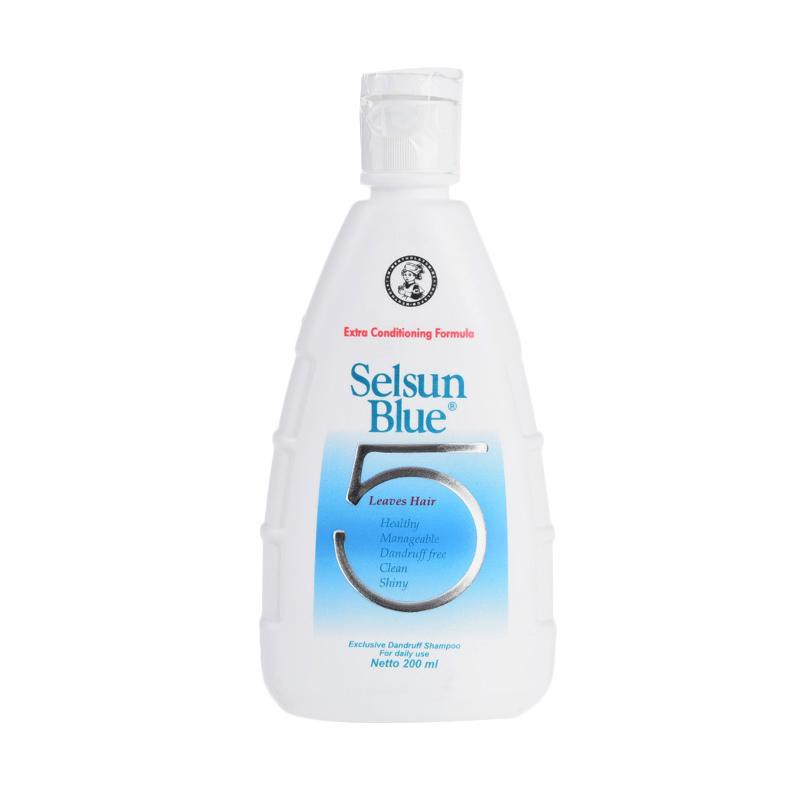 Extra Conditioning Formula
Selsun
Blue®
5
Leaves Hair
Healthy
Manageable
Dandruff free
Clean
Shiny
Exclusive Dandruff Shampoo
For daily use
Netto 200 ml